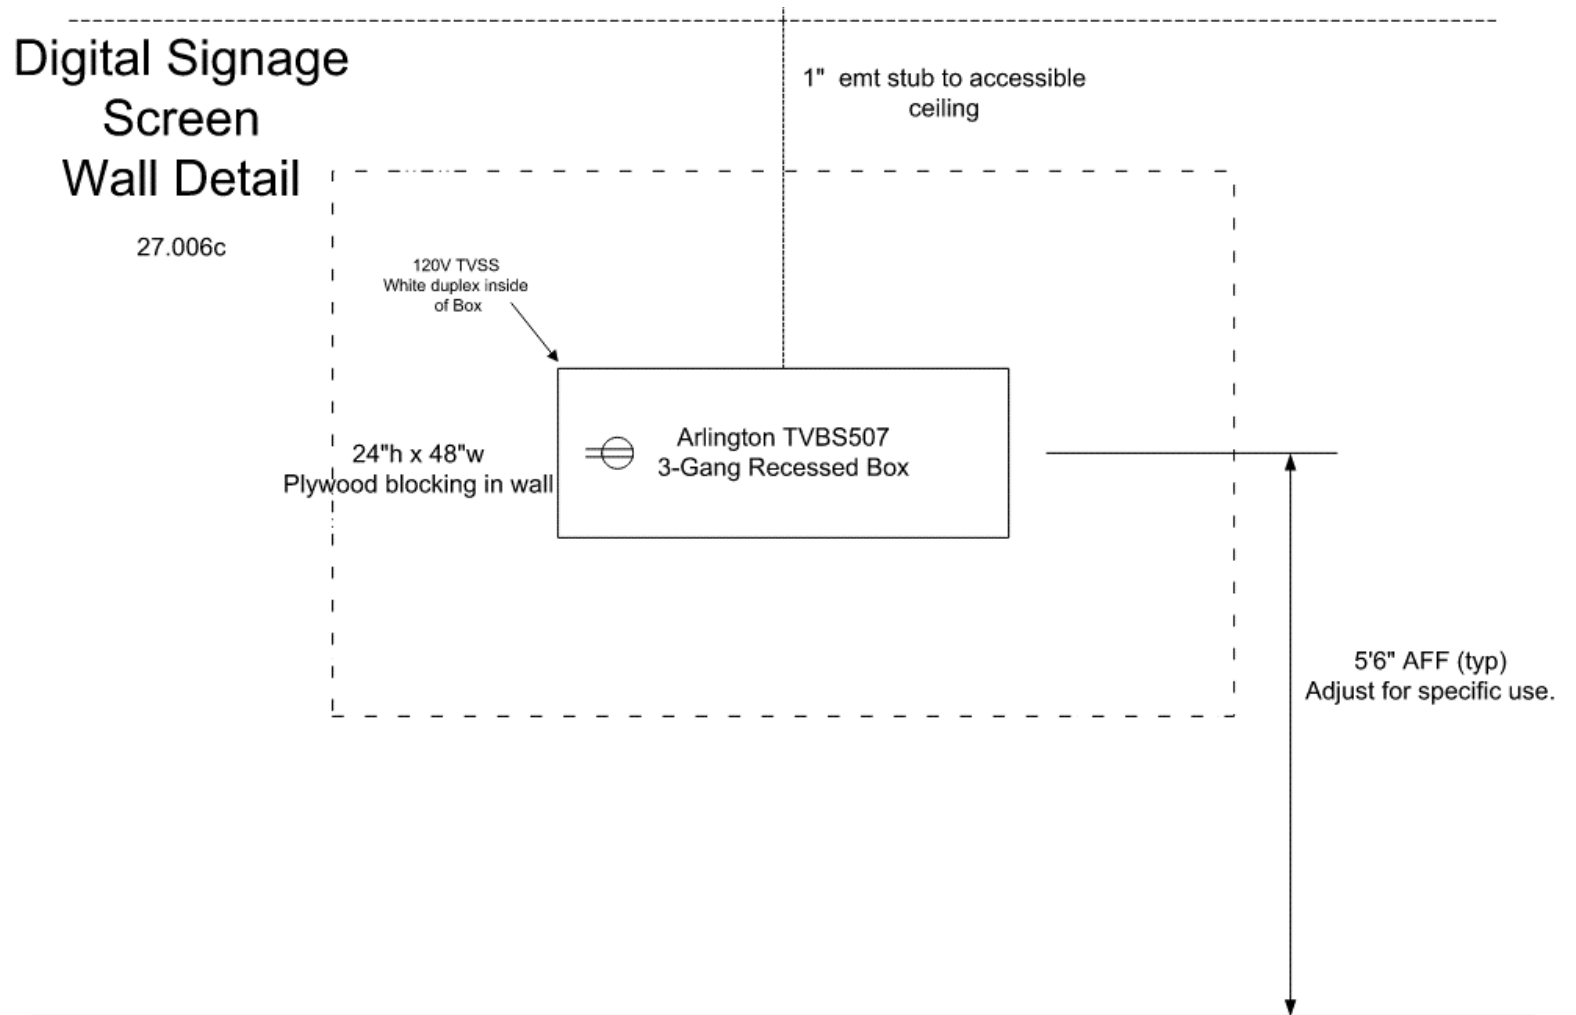 Digital Signage
Screen
Wall Detail
27.006c
1" emt stub to accessible
ceiling
120V TVSS
White duplex inside
of Box
24"h x 48"w
Plywood blocking in wall
Arlington TVBS507
3-Gang Recessed Box
5'6" AFF (typ)
Adjust for specific use.